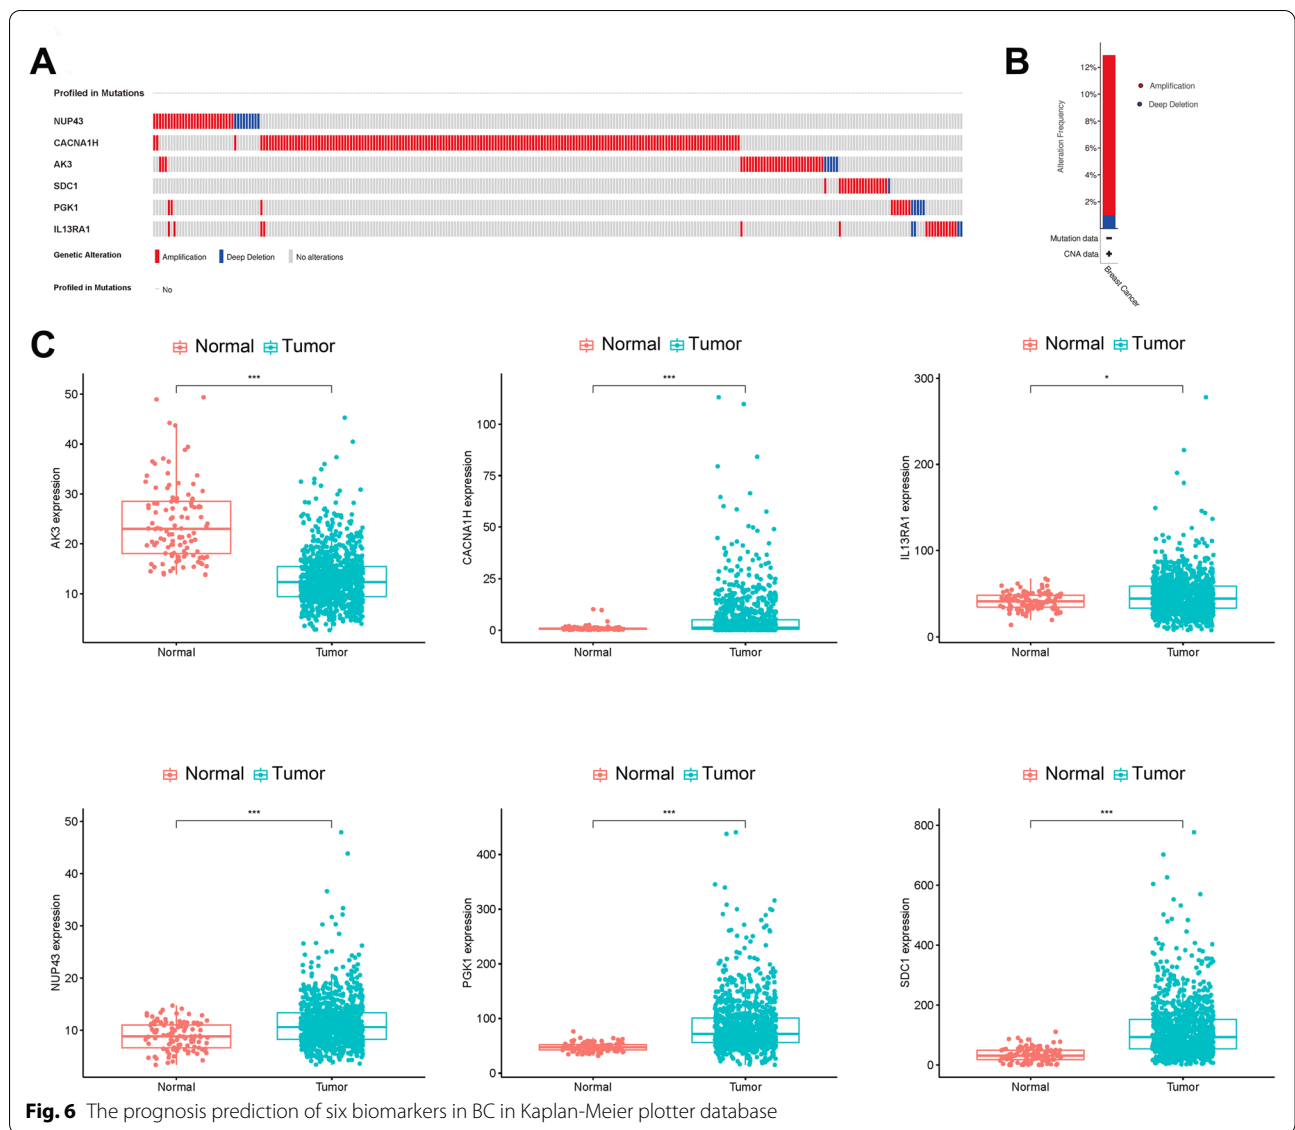 A
Profiled in Mutations
NUP43
CACNA1H
AK3
SDC1
PGK1
IL13RA1
Genetic Alteration
Amplification
Deep Deletion
No alterations
Profiled in Mutations
No
B
Alteration Frequency
12%
10%
8%
6%
4%
2%
Amplification
Deep Deletion
Mutation data
CNA data
Breast Cancer
C
Normal Tumor
***
AK3 expression
50
40
30
20
10
Normal
Tumor
Normal Tumor
***
CACNA1H expression
100
75
50
25
0
Normal
Tumor
Normal Tumor
*
IL13RA1 expression
300
200
100
0
Normal
Tumor
Normal Tumor
***
NUP43 expression
50
40
30
20
10
Normal
Tumor
Normal Tumor
***
PGK1 expression
400
300
200
100
0
Normal
Tumor
Normal Tumor
***
SDC1 expression
800
600
400
200
0
Normal
Tumor
Fig. 6 The prognosis prediction of six biomarkers in BC in Kaplan-Meier plotter database